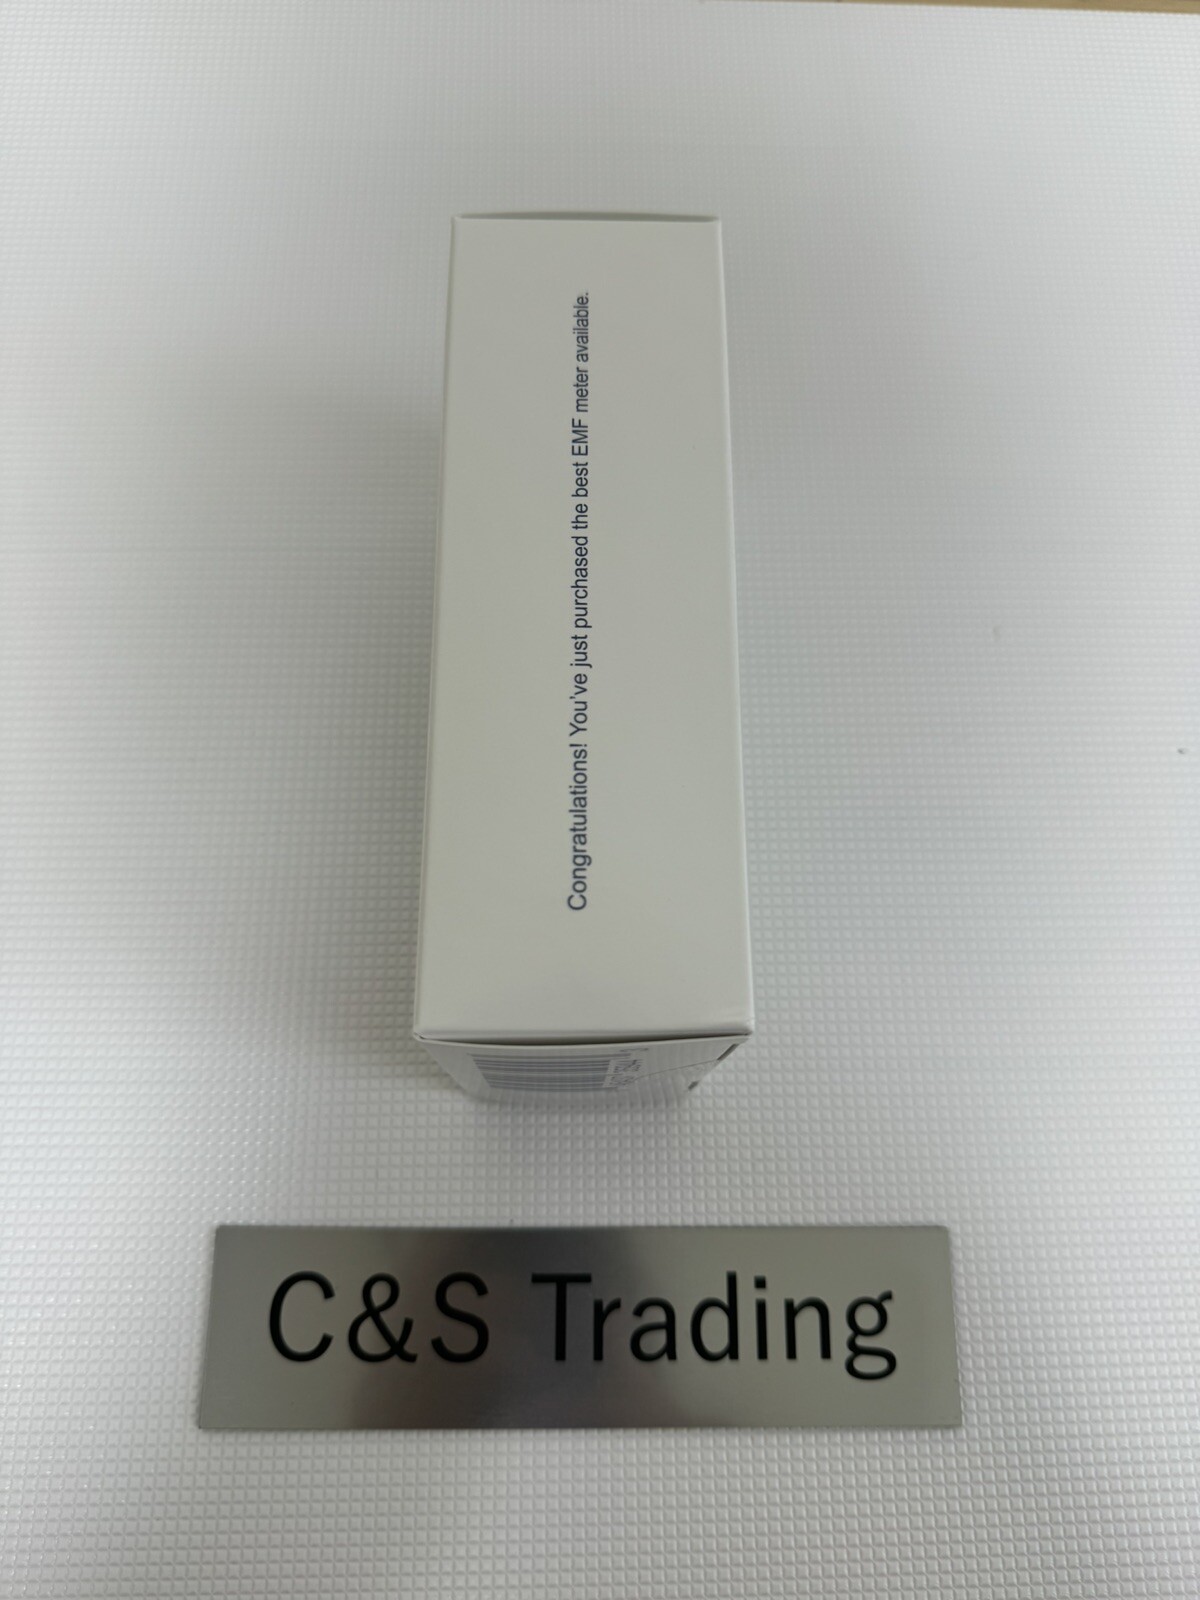 Congratulations! You've just purchased the best EMF meter available.
C&S Trading